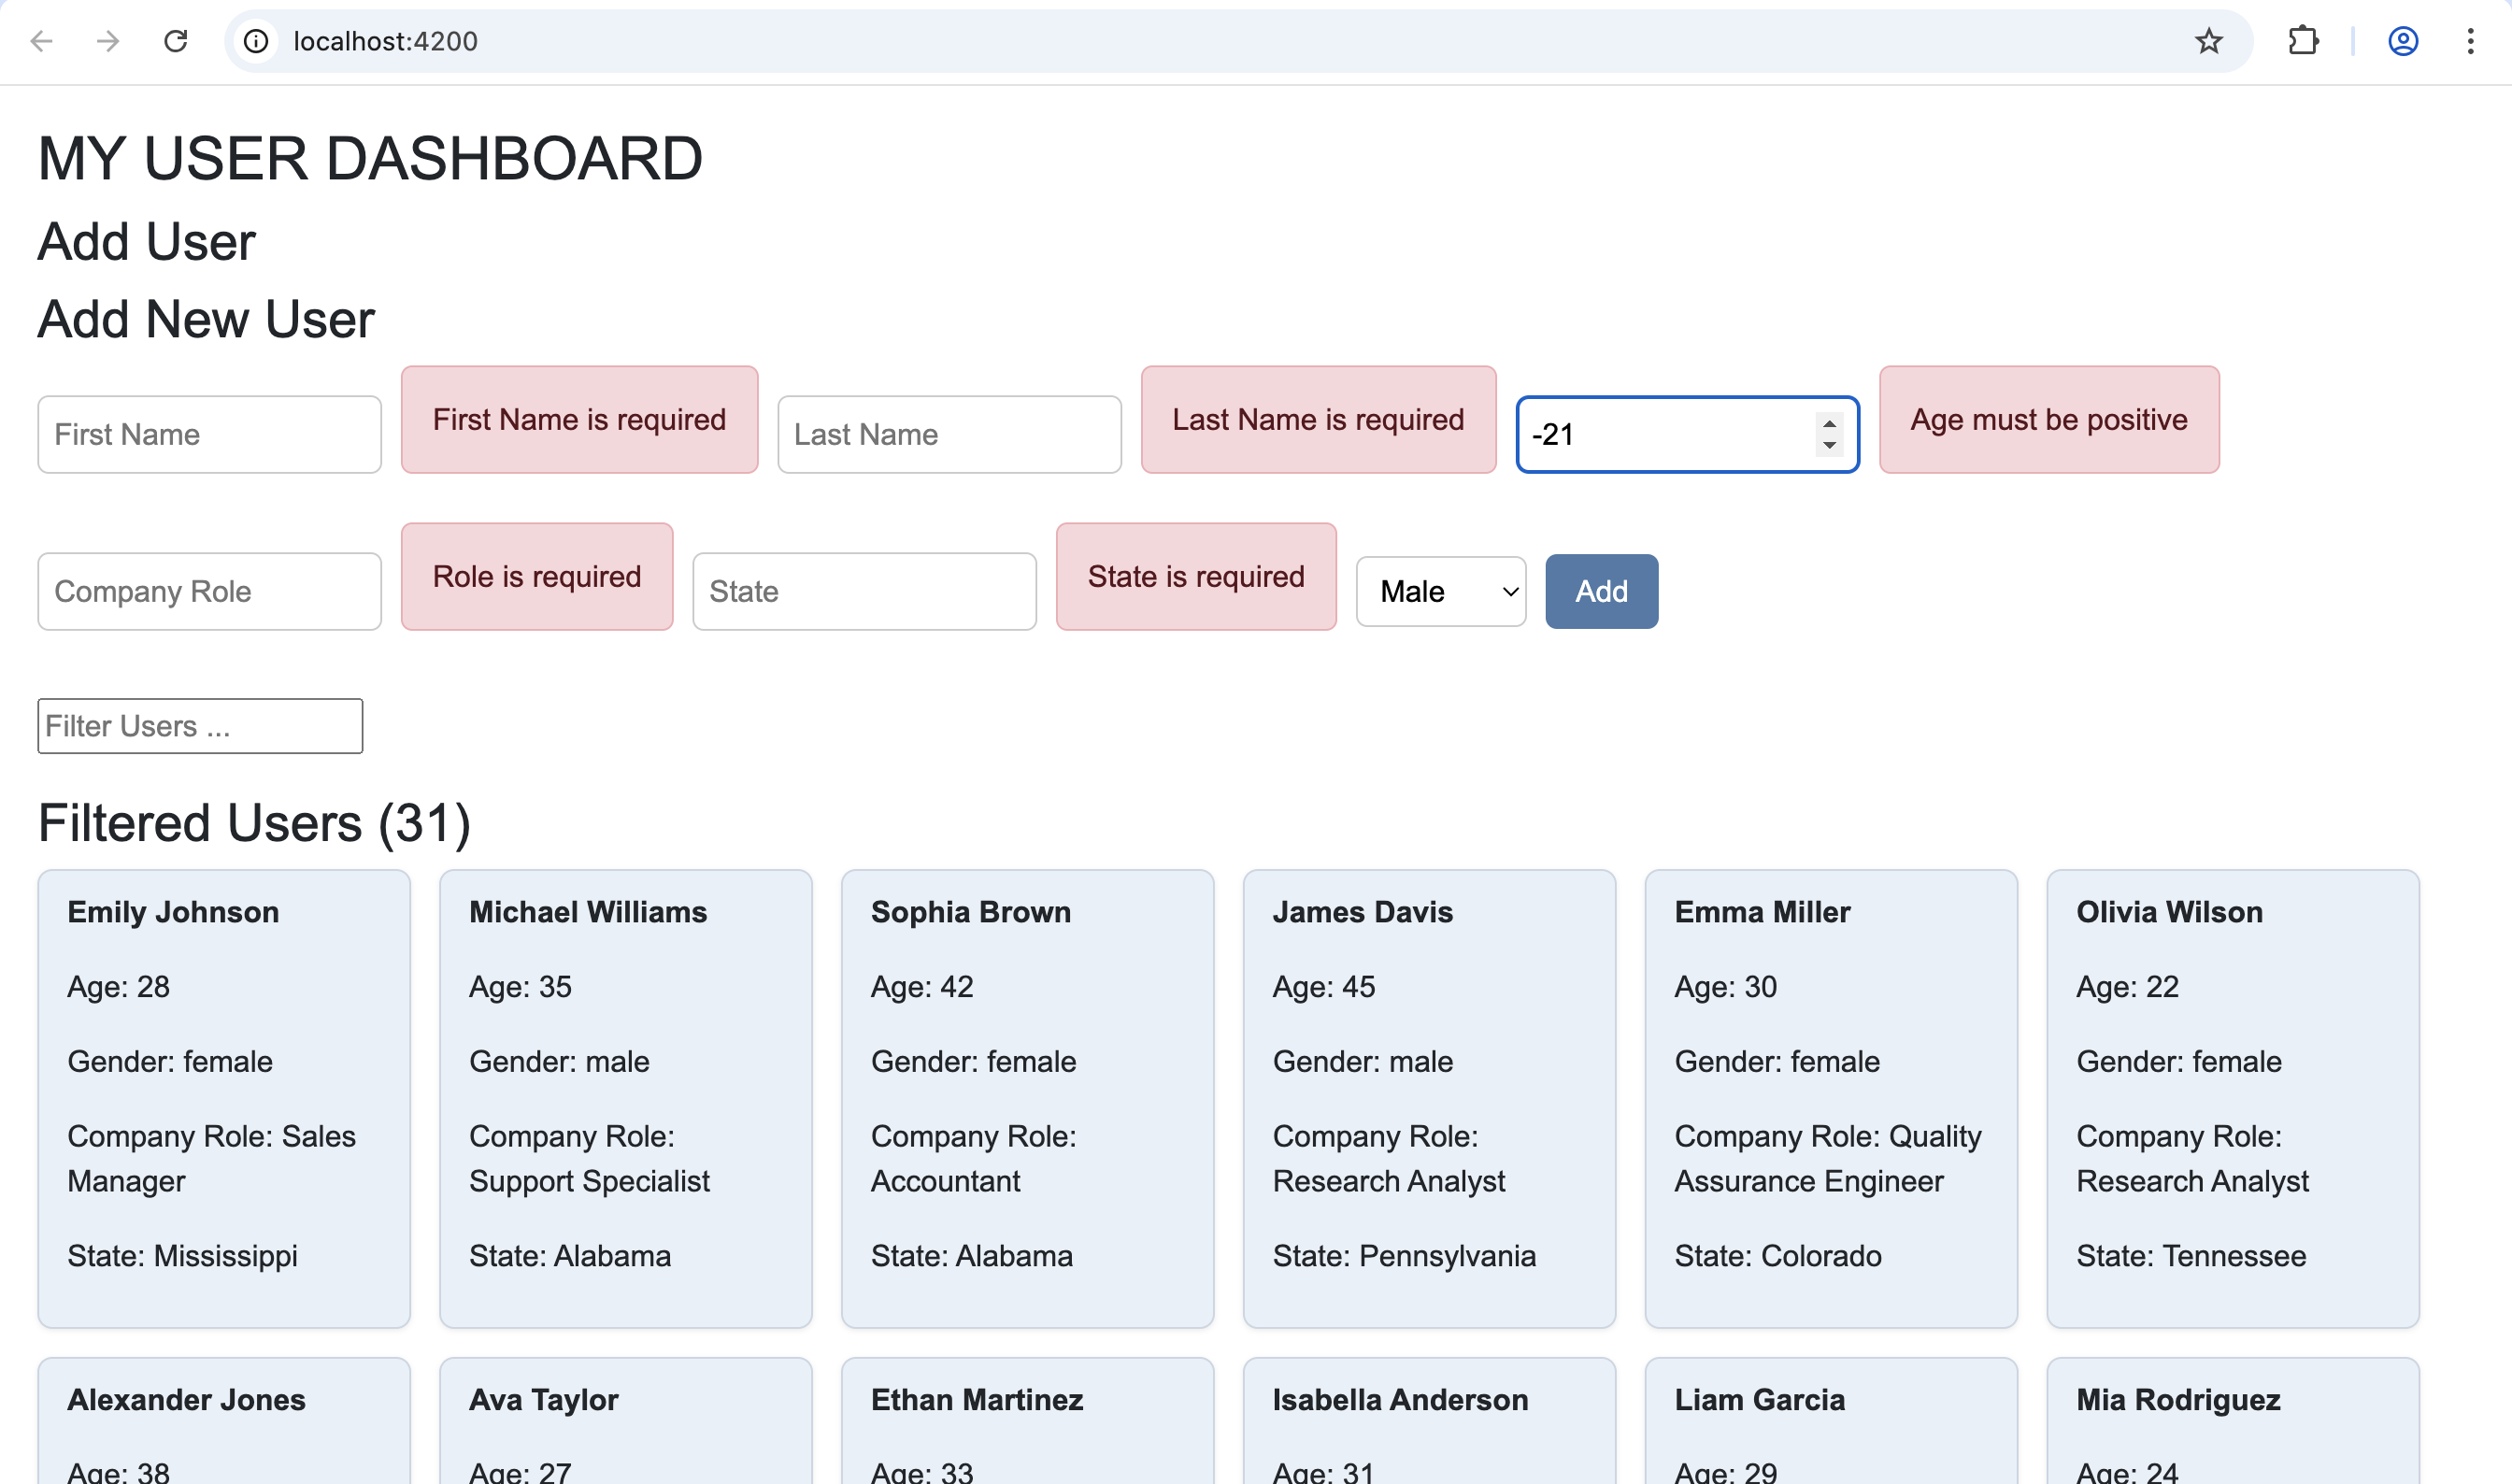 localhost:4200
MY USER DASHBOARD
Add User
Add New User
First Name First Name is required Last Name Last Name is required -21 Age must be positive
Company Role Role is required State State is required Male Add
Filter Users ...
Filtered Users (31)
Emily Johnson
Age: 28
Gender: female
Company Role: Sales
Manager
State: Mississippi
Michael Williams
Age: 35
Gender: male
Company Role:
Support Specialist
State: Alabama
Sophia Brown
Age: 42
Gender: female
Company Role:
Accountant
State: Alabama
James Davis
Age: 45
Gender: male
Company Role:
Research Analyst
State: Pennsylvania
Emma Miller
Age: 30
Gender: female
Company Role: Quality
Assurance Engineer
State: Colorado
Olivia Wilson
Age: 22
Gender: female
Company Role:
Research Analyst
State: Tennessee
Alexander Jones
Age: 38
Ava Taylor
Age: 27
Ethan Martinez
Age: 33
Isabella Anderson
Age: 31
Liam Garcia
Age: 29
Mia Rodriguez
Age: 24